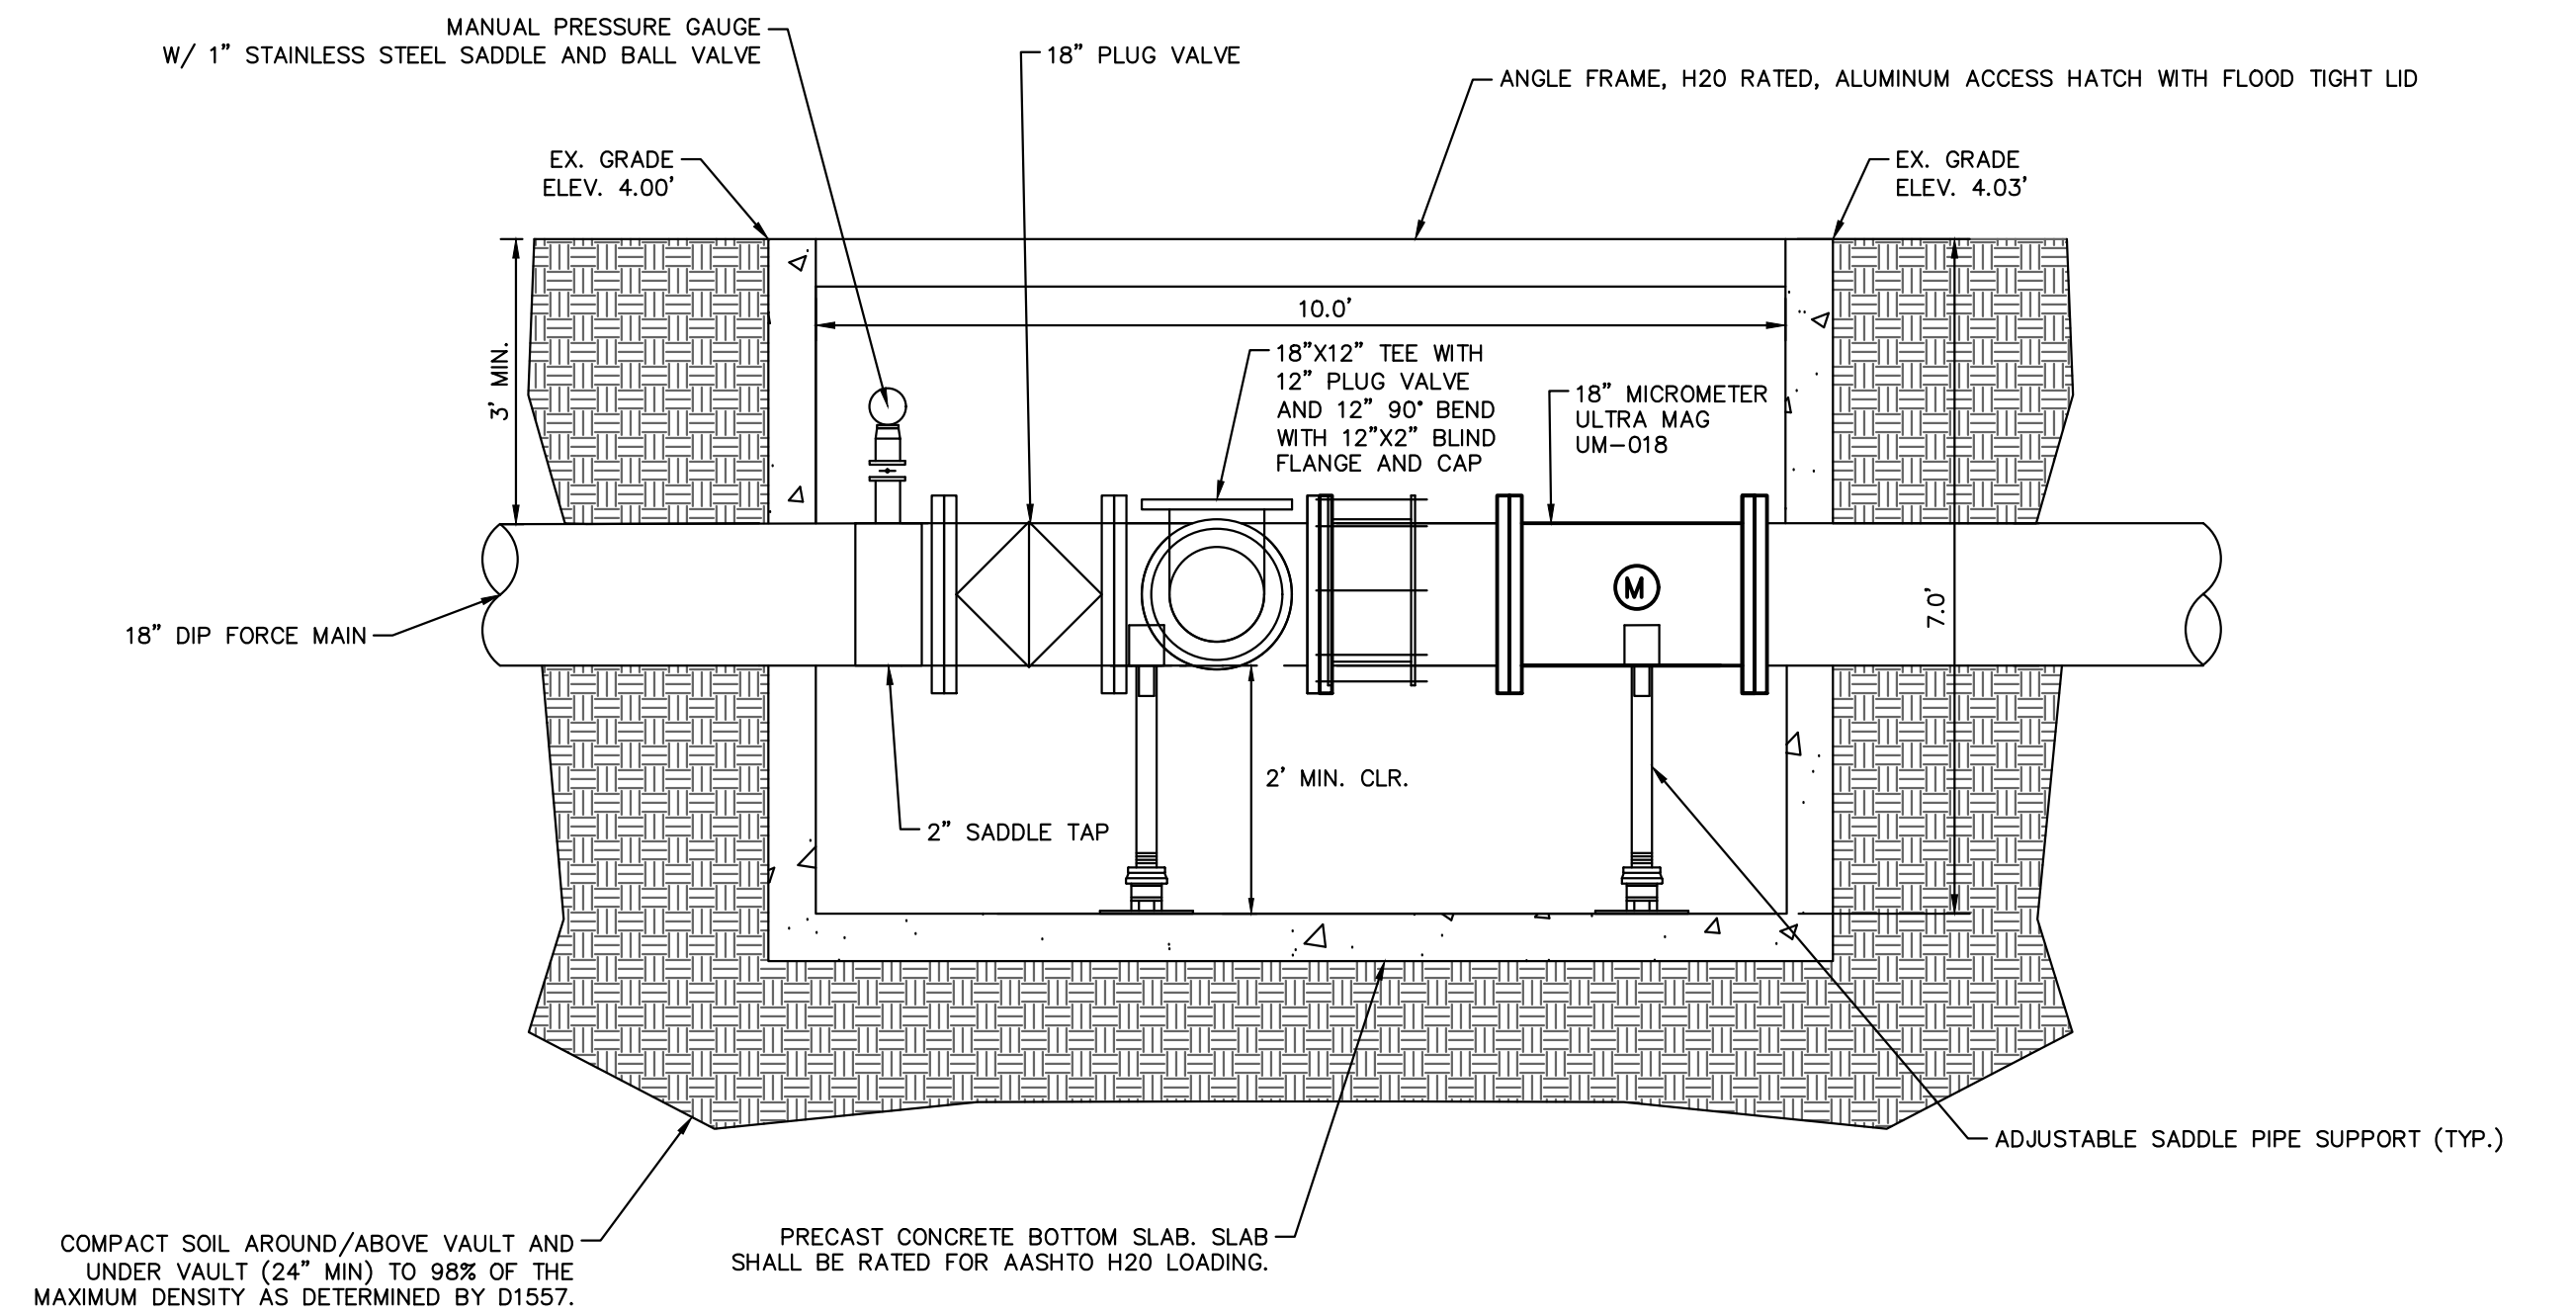 MANUAL PRESSURE GAUGE
W/ 1” STAINLESS STEEL SADDLE AND BALL VALVE
18” PLUG VALVE
ANGLE FRAME, H20 RATED, ALUMINUM ACCESS HATCH WITH FLOOD TIGHT LID
EX. GRADE
ELEV. 4.00’
EX. GRADE
ELEV. 4.03’
10.0’
3’ MIN.
18”X12” TEE WITH
12” PLUG VALVE
AND 12” 90° BEND
WITH 12”X2” BLIND
FLANGE AND CAP
18” MICROMETER
ULTRA MAG
UM-018
M
7.0’
18” DIP FORCE MAIN
2’ MIN. CLR.
2” SADDLE TAP
ADJUSTABLE SADDLE PIPE SUPPORT (TYP.)
PRECAST CONCRETE BOTTOM SLAB. SLAB
SHALL BE RATED FOR AASHTO H20 LOADING.
COMPACT SOIL AROUND/ABOVE VAULT AND
UNDER VAULT (24” MIN) TO 98% OF THE
MAXIMUM DENSITY AS DETERMINED BY D1557.